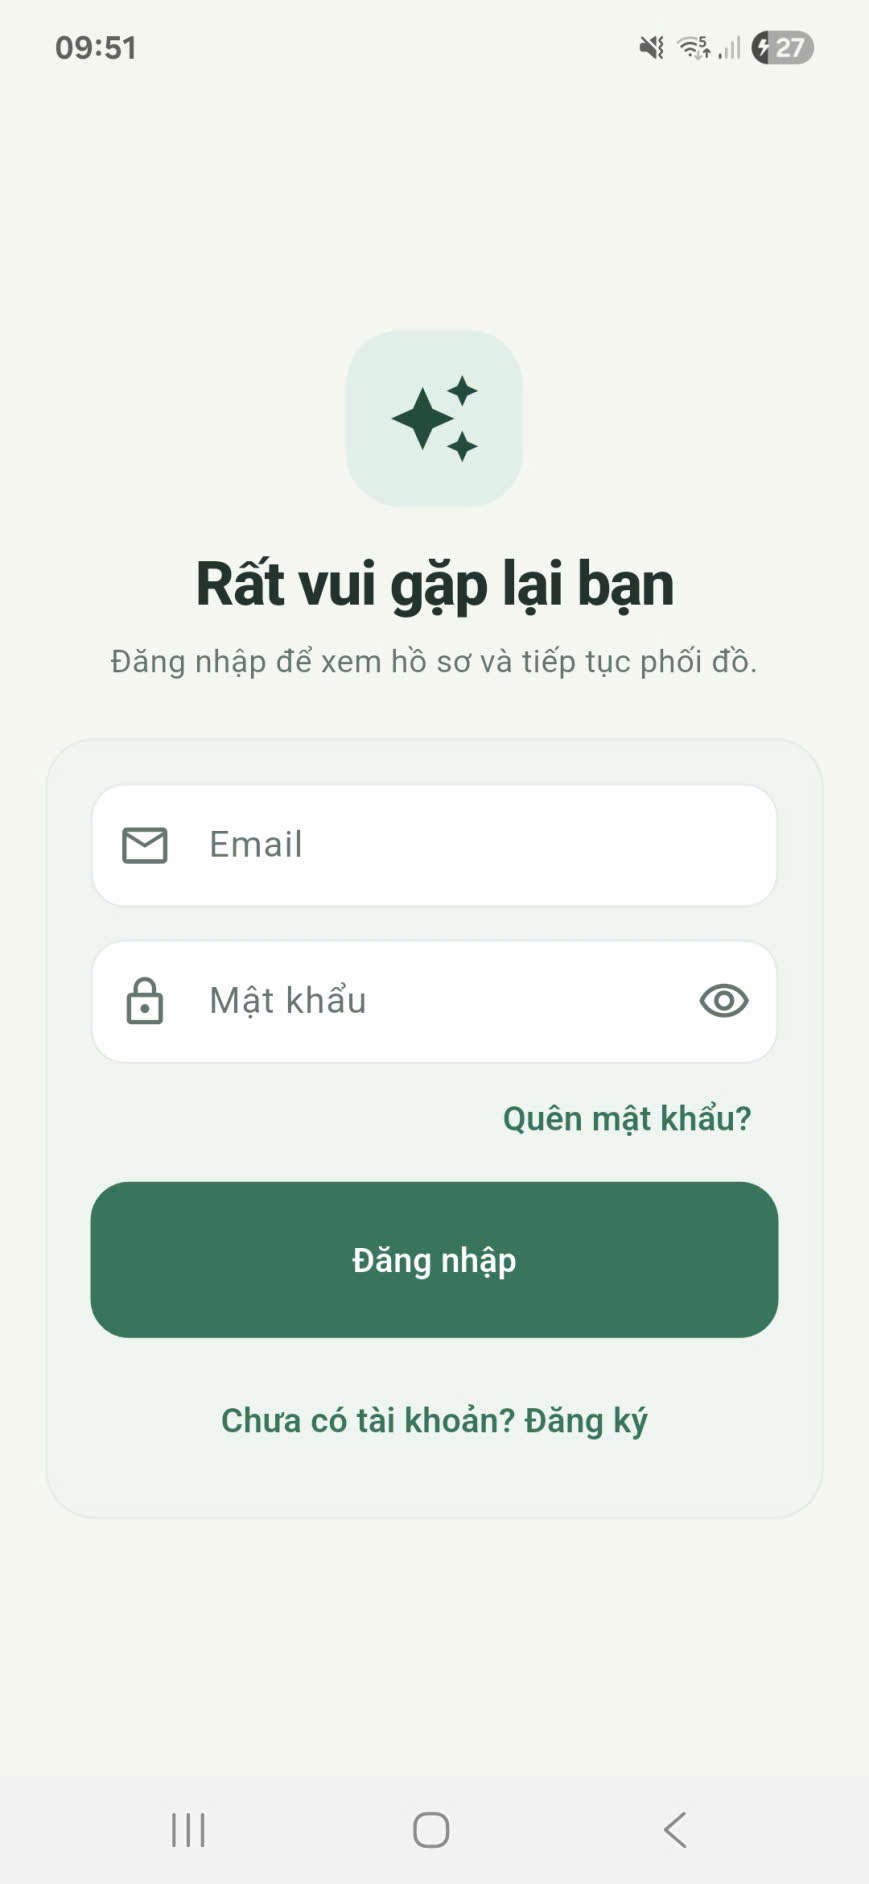 09:51
5
27
Rất vui gặp lại bạn
Đăng nhập để xem hồ sơ và tiếp tục phối đồ.
Email
Mật khẩu
Quên mật khẩu?
Đăng nhập
Chưa có tài khoản? Đăng ký